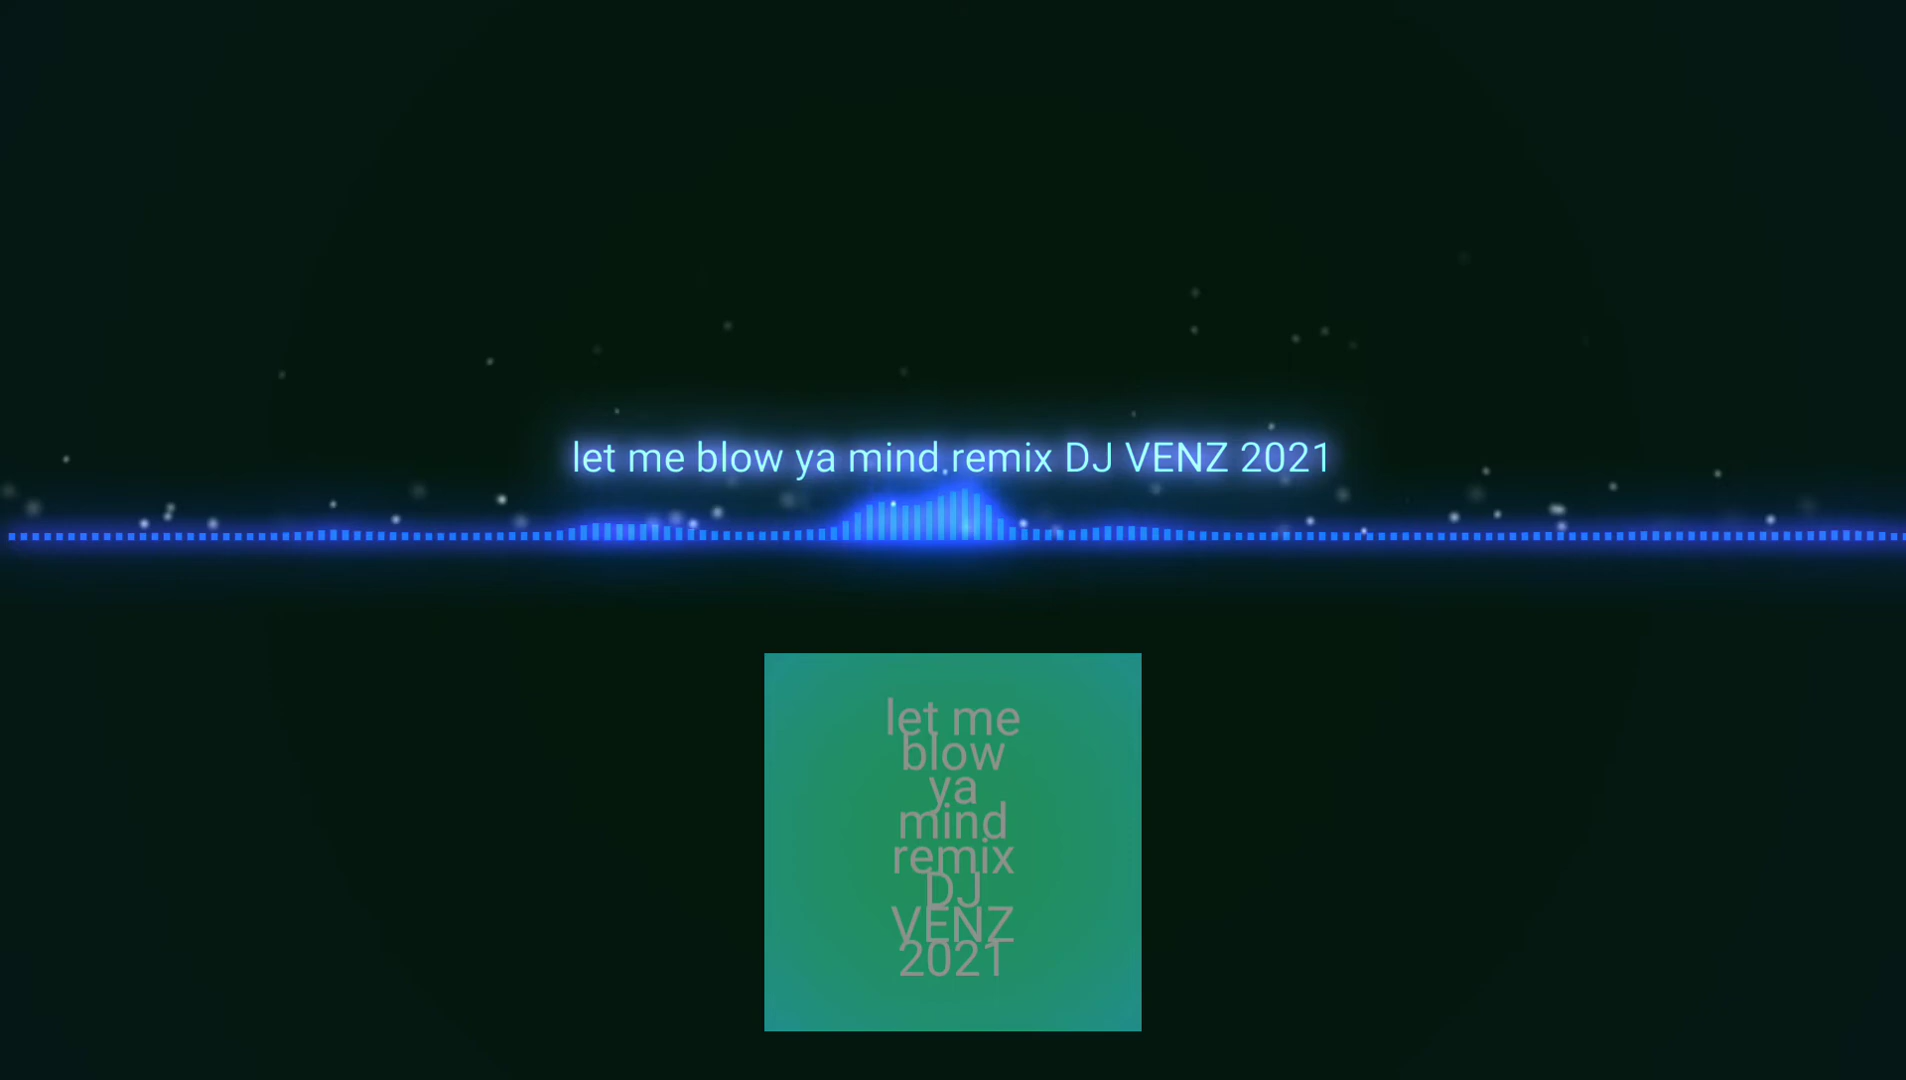 let me blow ya mind remix DJ VENZ 2021
let me
blow
ya
mind
remix
DJ
VENZ
2021